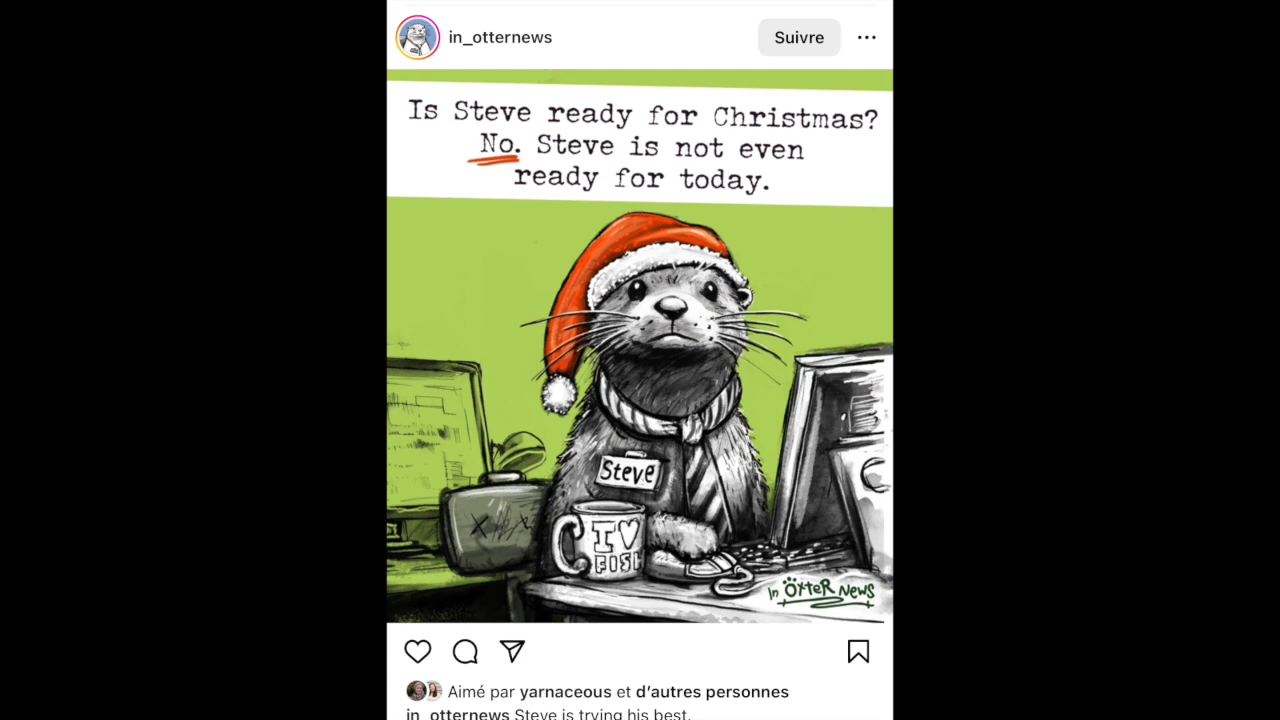 in_otternews
Suivre
Is Steve ready for Christmas?
No. Steve is not even
ready for today.
Steve
I♡
FISH
In OtteR News
Aimé par yarnaceous et d'autres personnes
in_otternews Steve is trying his best.